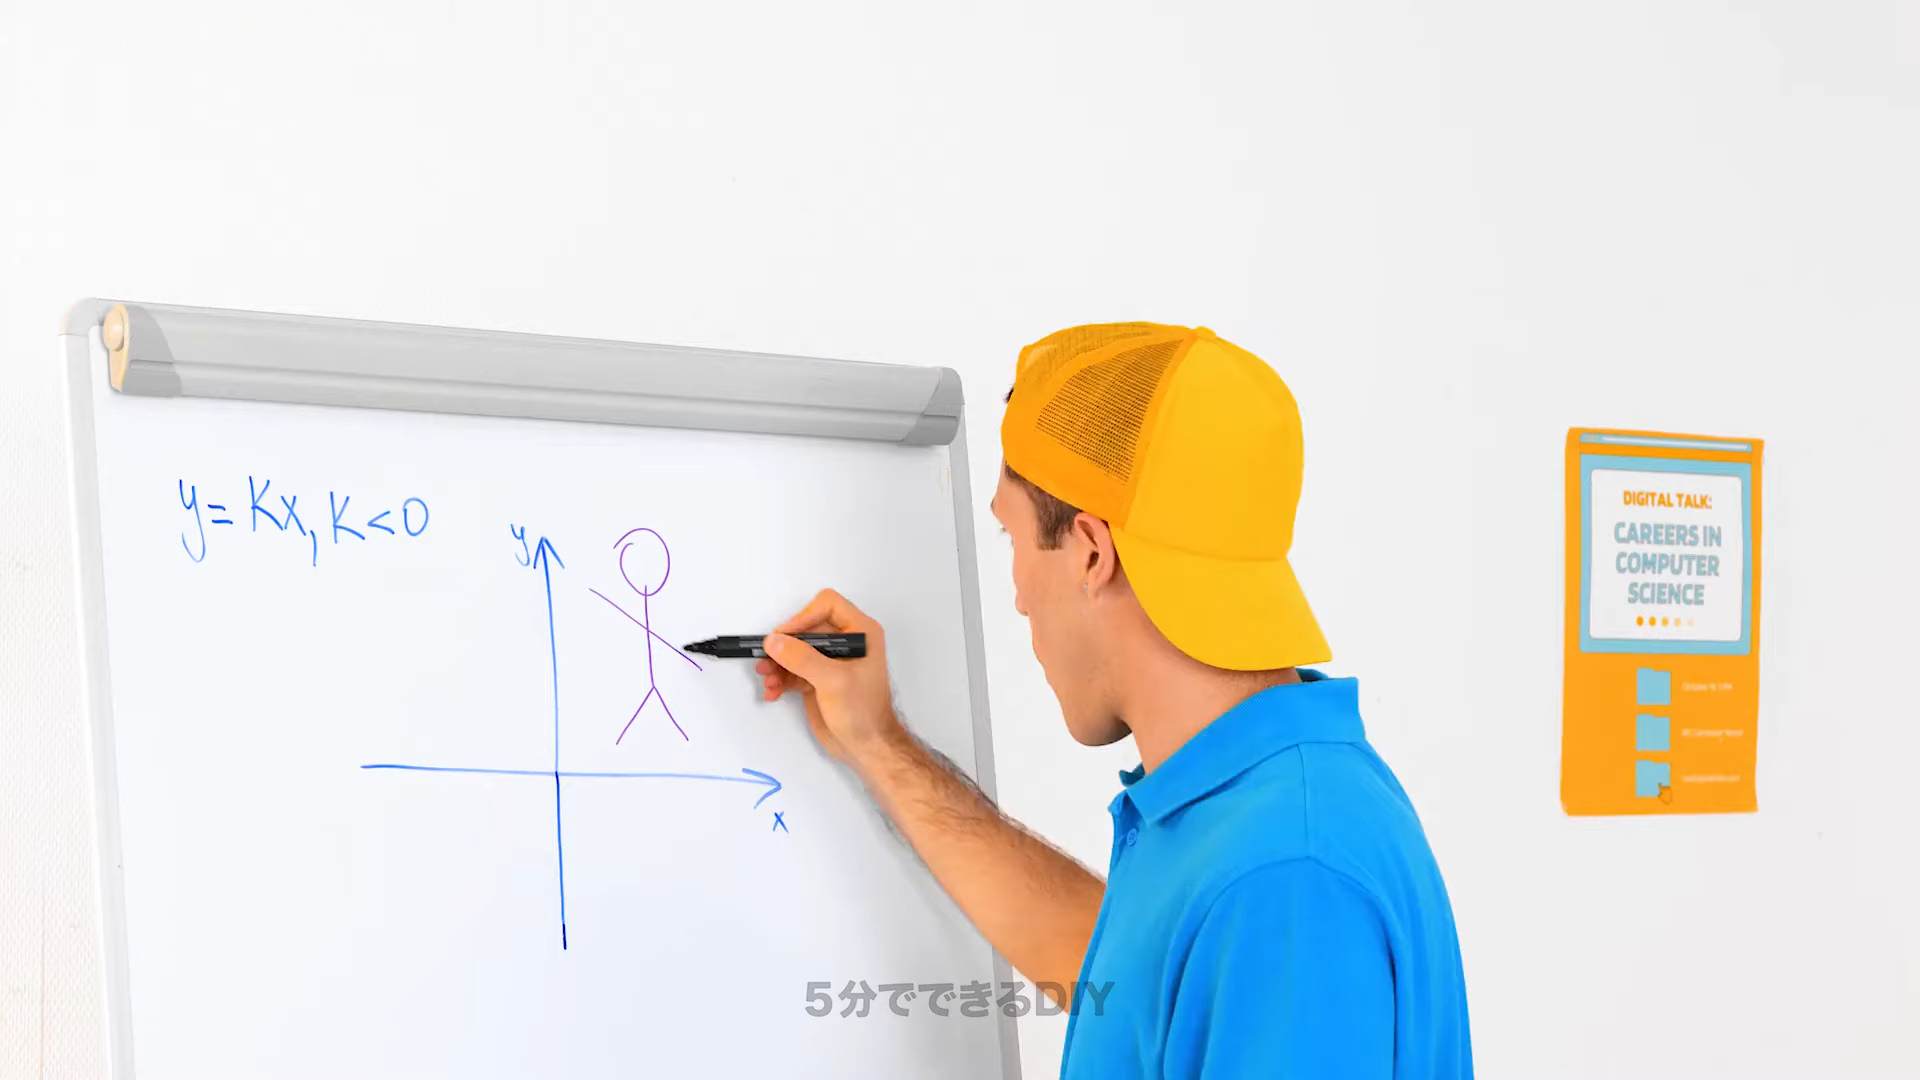 y = Kx, K < 0
y
x
DIGITAL TALK:
CAREERS IN
COMPUTER
SCIENCE
5分でできるDIY